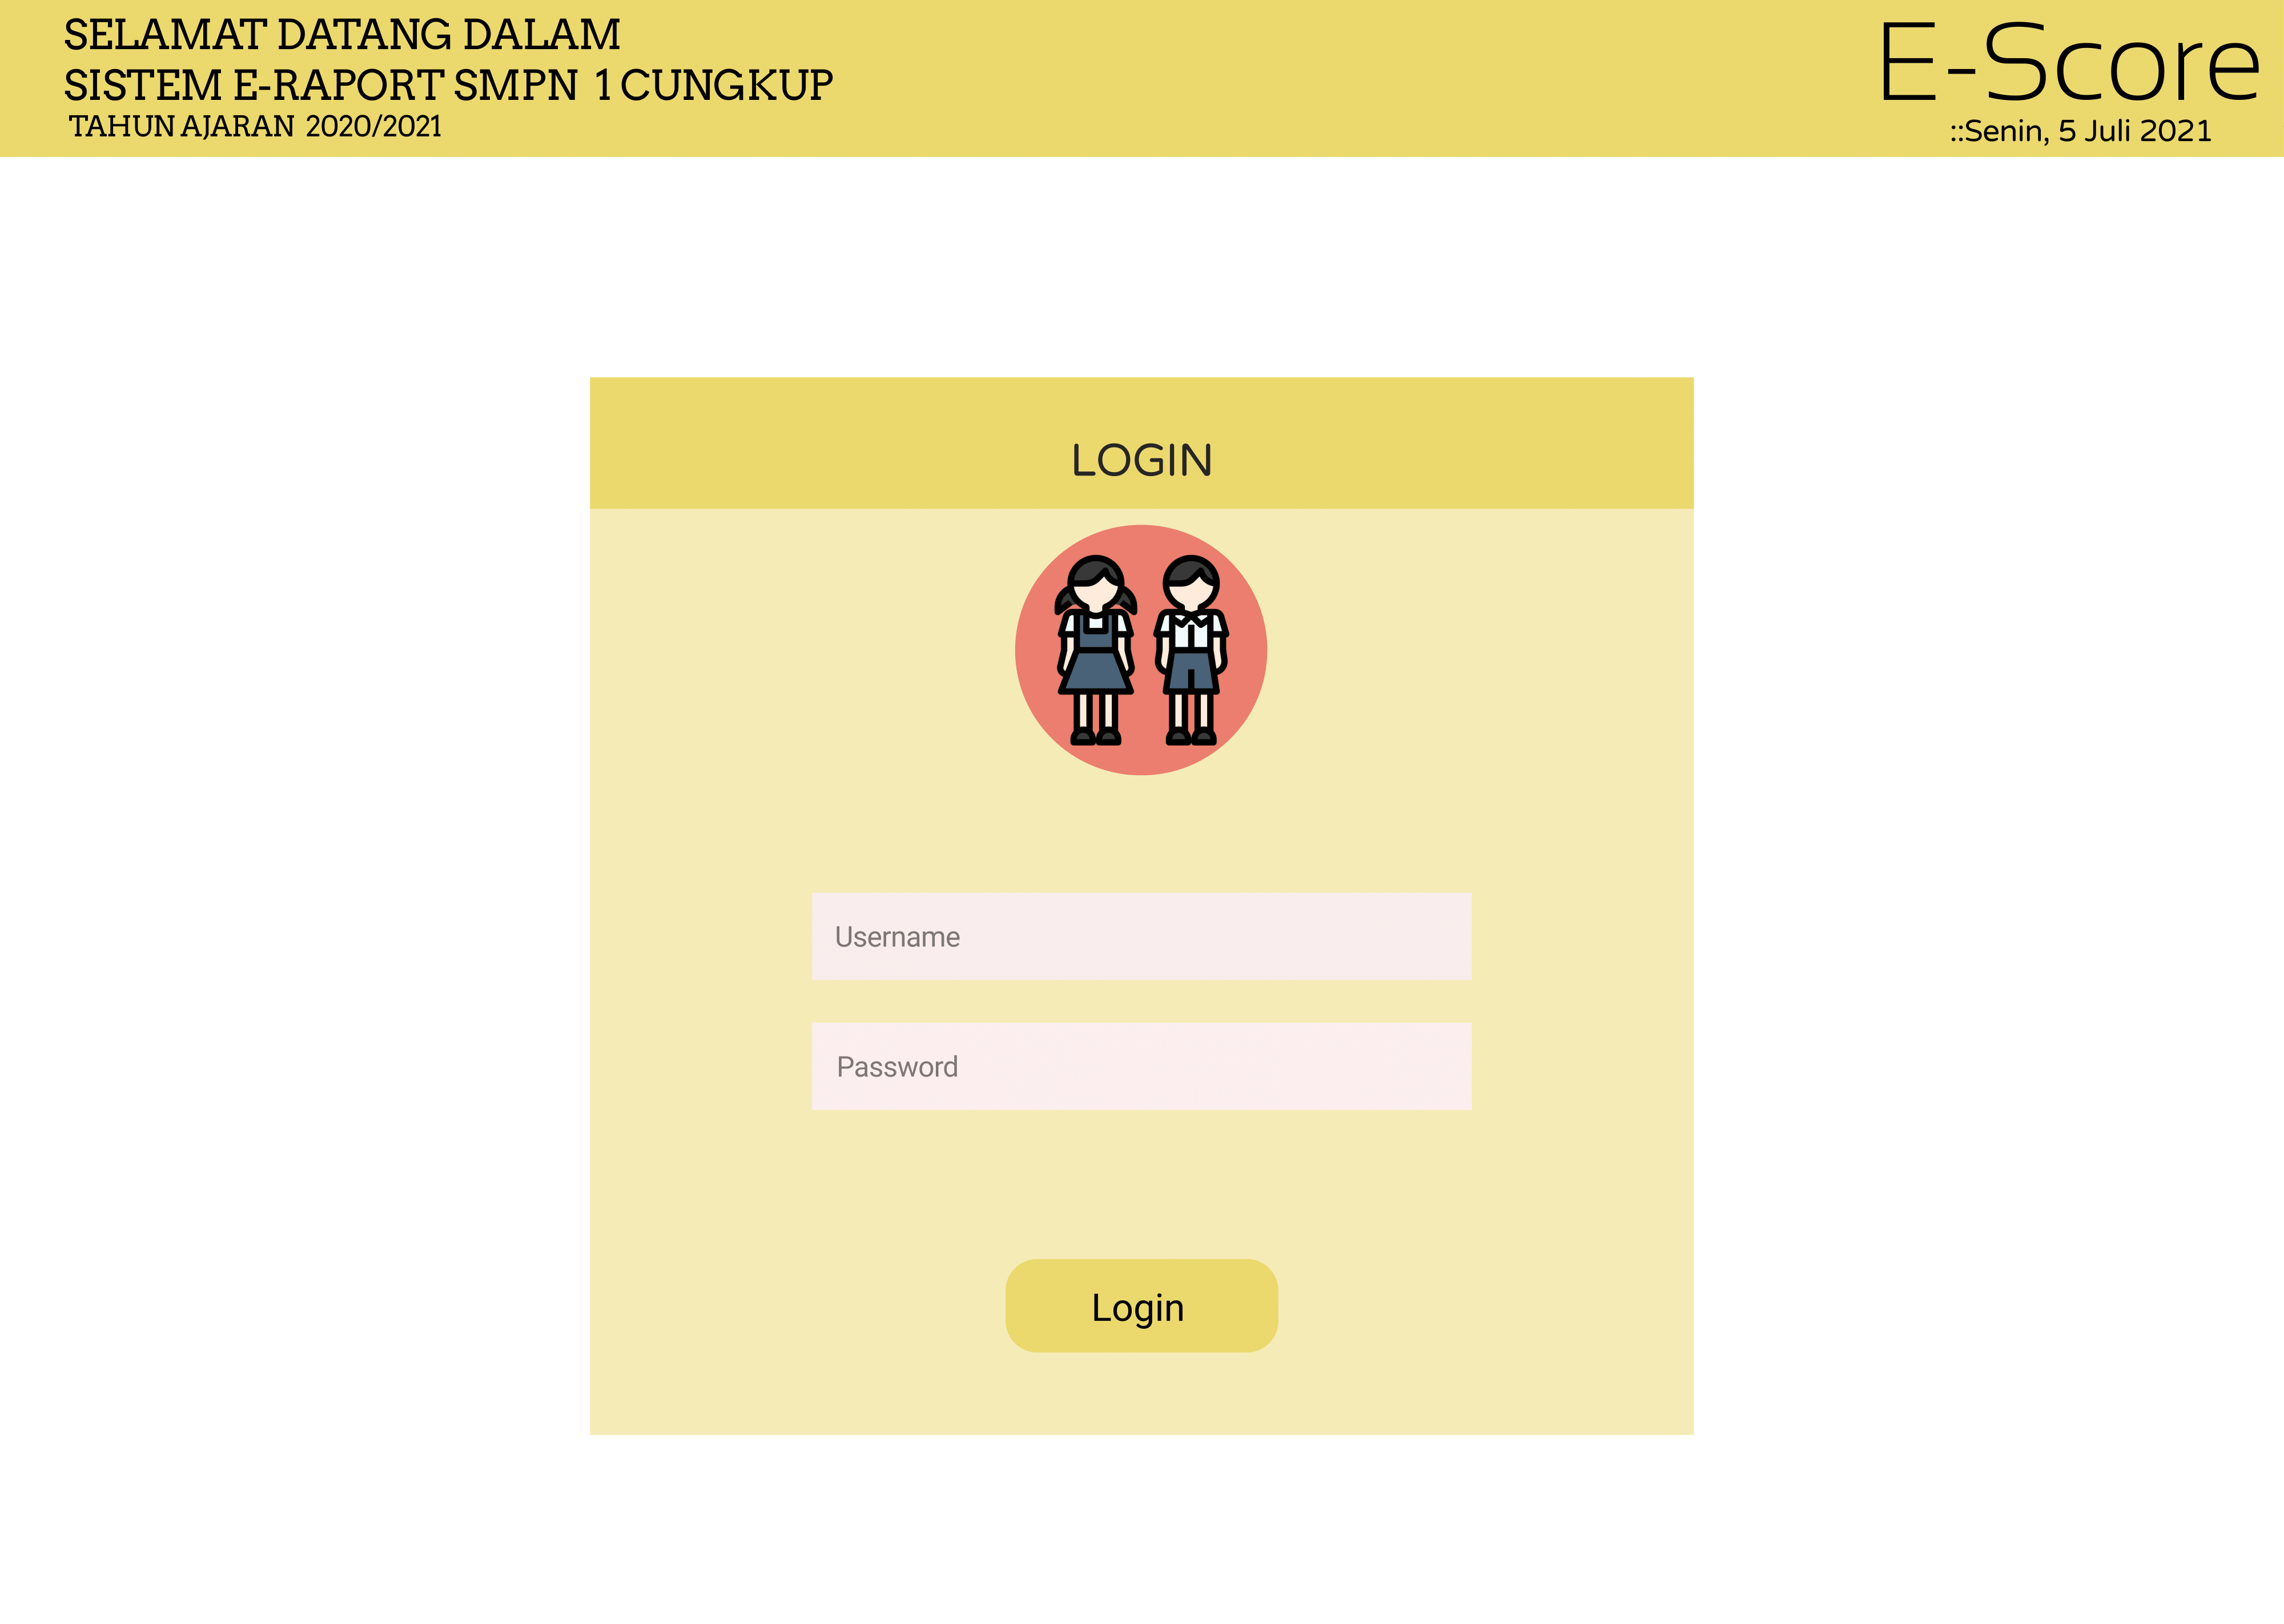 SELAMAT DATANG DALAM
SISTEM E-RAPORT SMPN 1 CUNGKUP
TAHUN AJARAN 2020/2021
E-Score
::Senin, 5 Juli 2021
LOGIN
Username
Password
Login